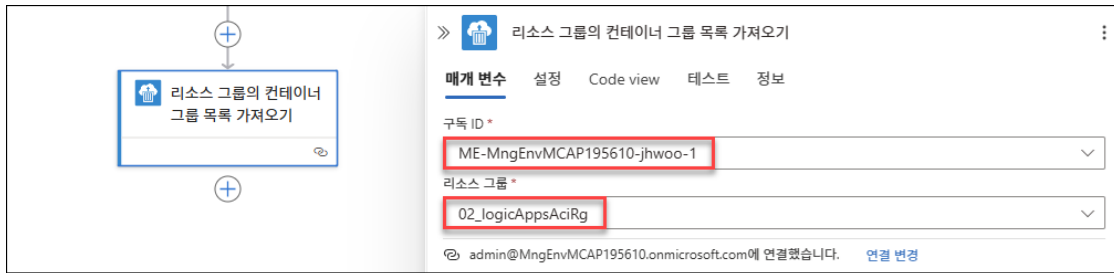 리소스 그룹의 컨테이너
그룹 목록 가져오기
리소스 그룹의 컨테이너 그룹 목록 가져오기
매개 변수 설정 Code view 테스트 정보
구독 ID *
ME-MngEnvMCAP195610-jhwoo-1
리소스 그룹 *
02_logicAppsAciRg
admin@MngEnvMCAP195610.onmicrosoft.com에 연결했습니다. 연결 변경